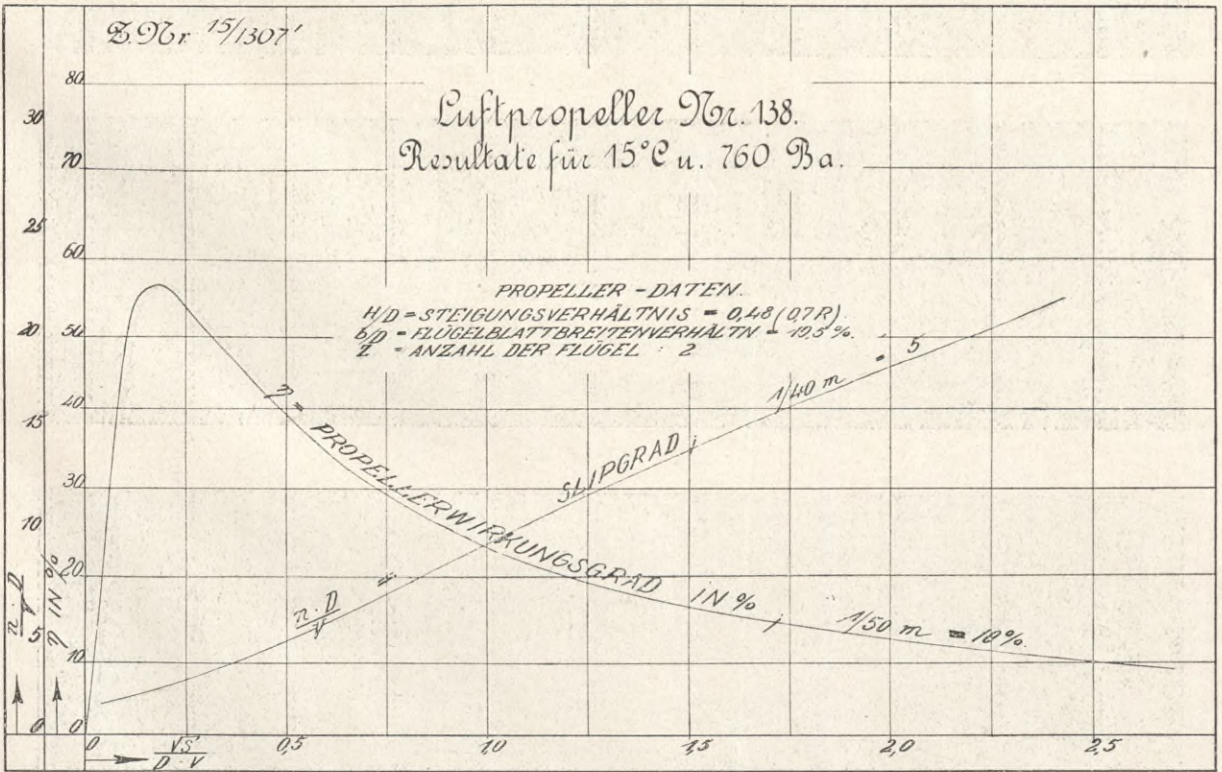 Z.Nr 15/1307'
Luftpropeller Nr. 138.
Resultate für 15°C u. 760 Ba.
PROPELLER - DATEN.
H/D = STEIGUNGSVERHÄLTNIS = 0,48 (0,7 R).
b/D = FLÜGELBLATTBREITENVERHÄLTN = 19,5 %.
Z = ANZAHL DER FLÜGEL : 2
η = PROPELLERWIRKUNGSGRAD IN % ; 1/50 m = 10%.
n·D/V = SLIPGRAD ; 1/40 m = 5
n·D/V
η IN %
30
25
20
15
10
5
0
80
70
60
50
40
30
20
10
0
0
0,5
1,0
1,5
2,0
2,5
√S/D·V